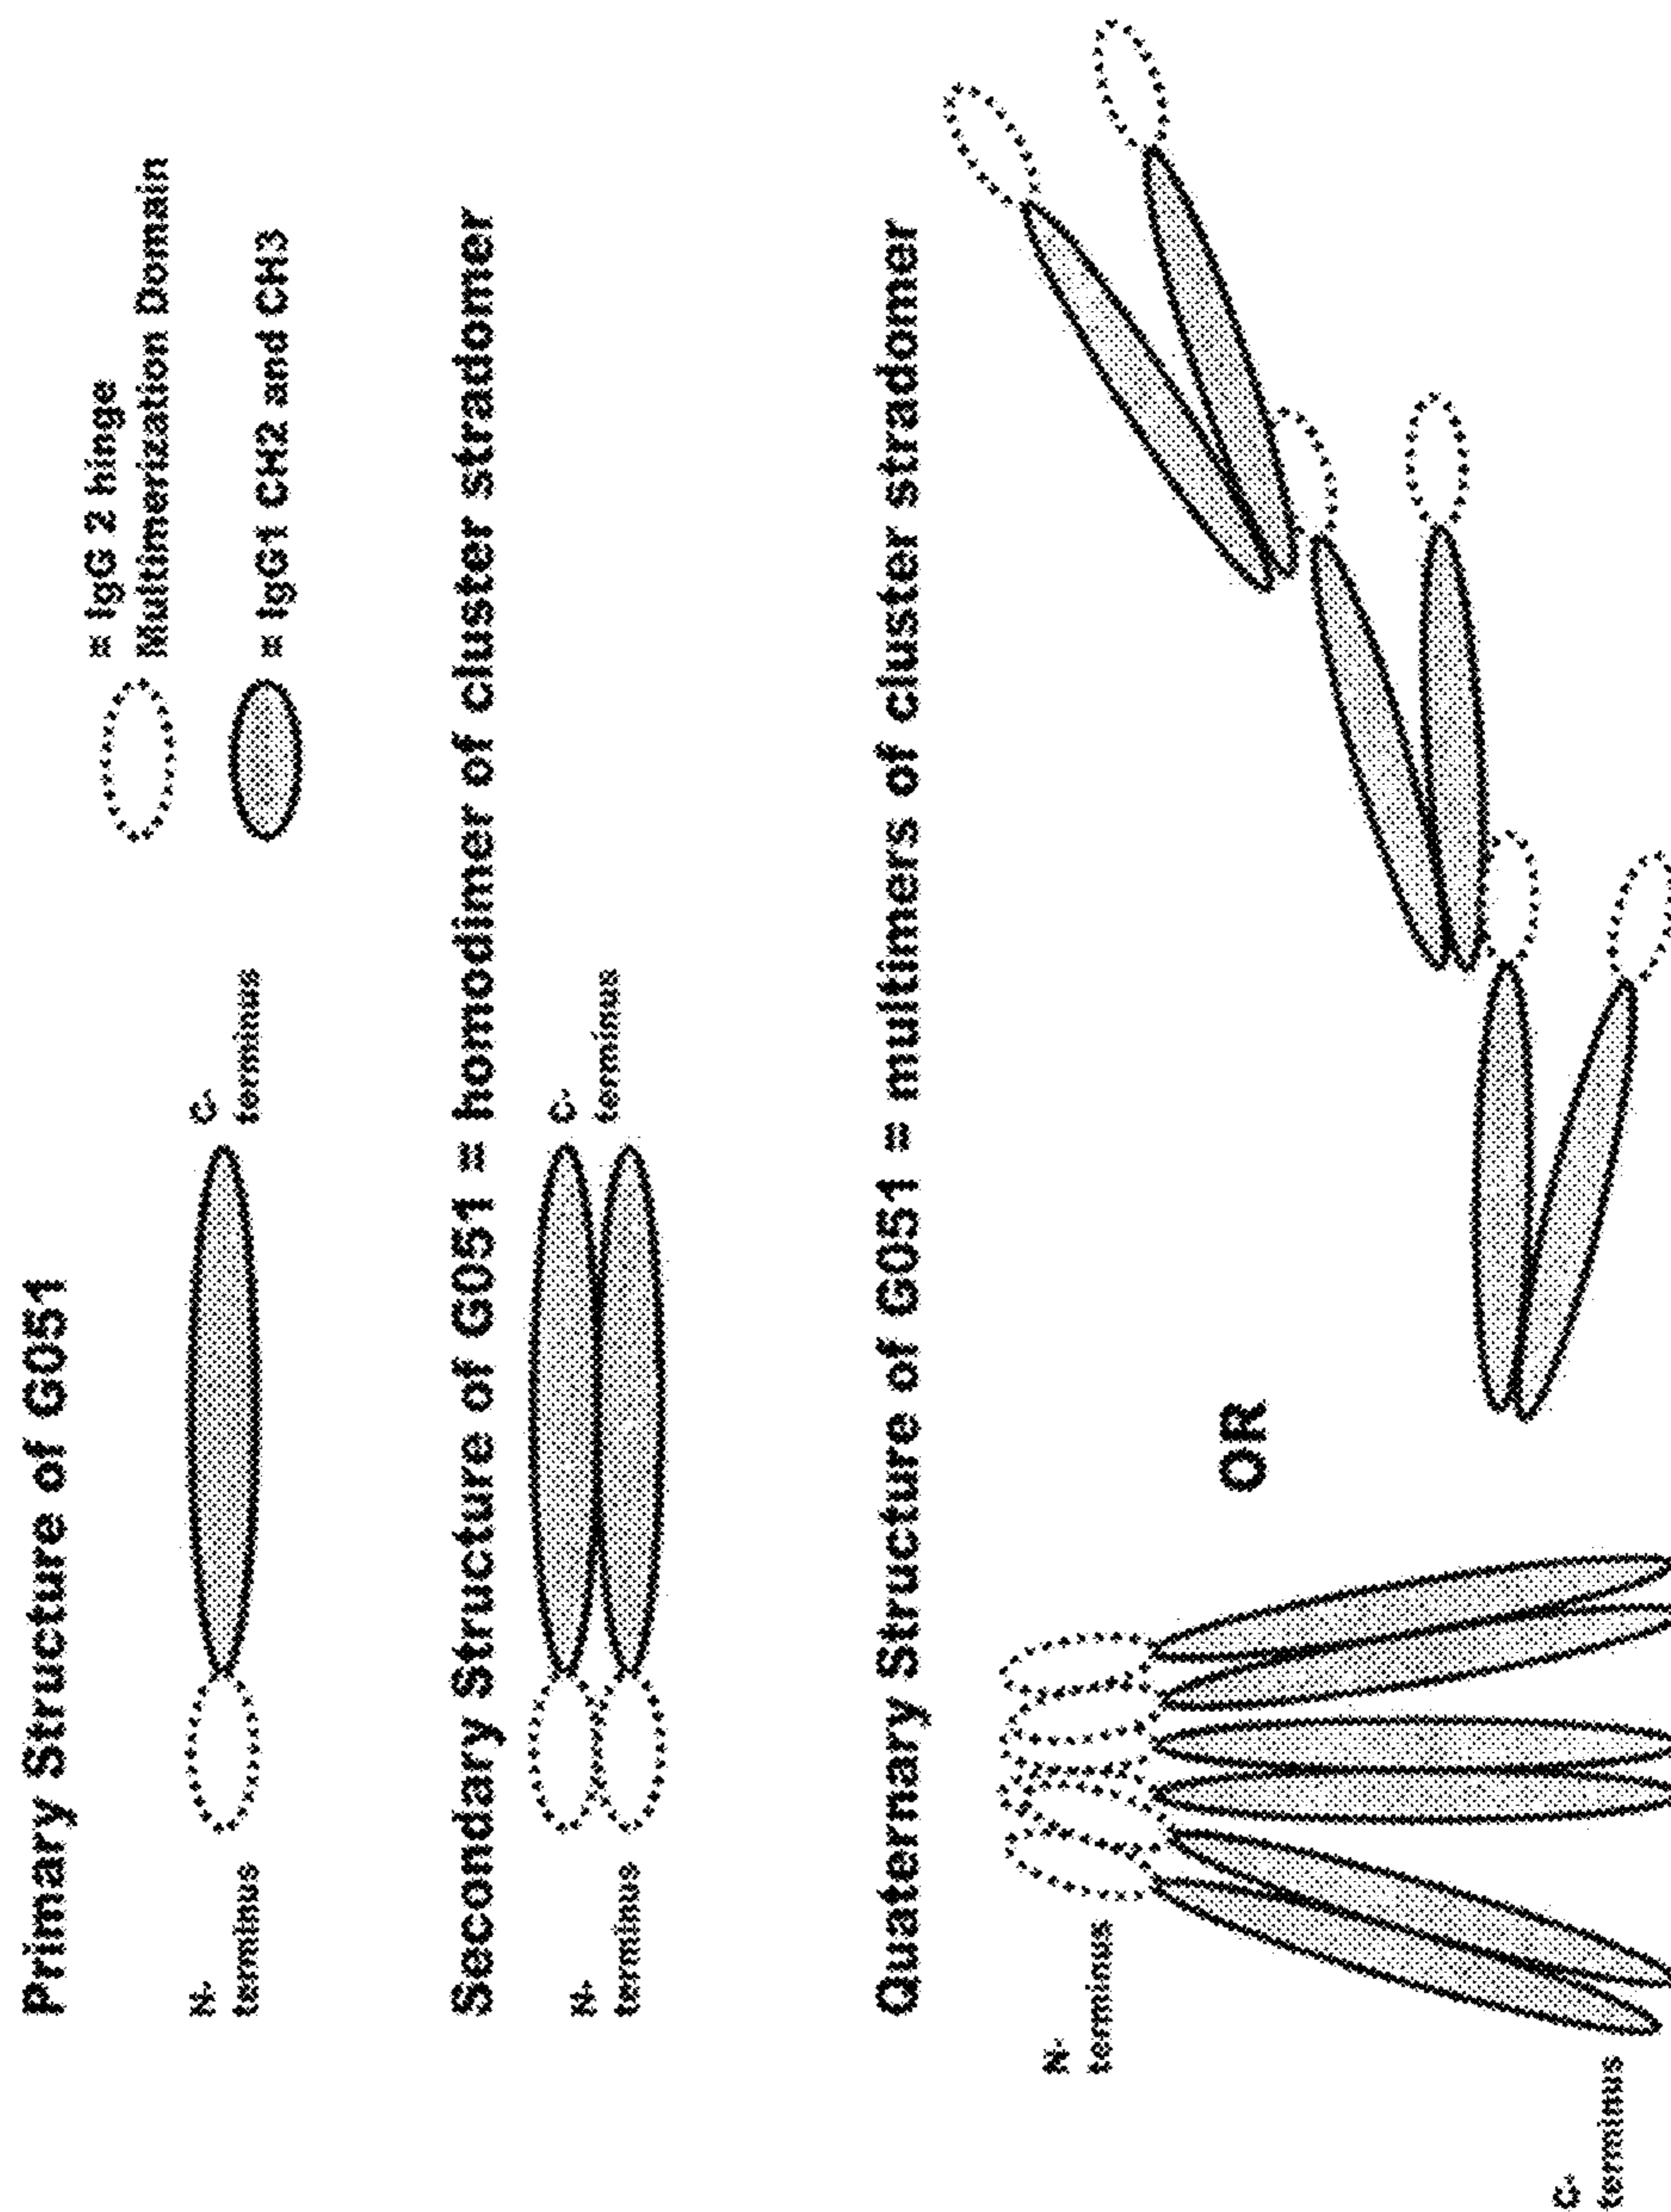 Primary Structure of G051
= IgG 2 hinge
Multimerization Domain
= IgG1 CH2 and CH3
N-
terminus
C-
terminus
Secondary Structure of G051 = homodimer of cluster stradomer
N-
terminus
C-
terminus
Quaternary Structure of G051 = multimers of cluster stradomer
N-
terminus
OR
C-
terminus